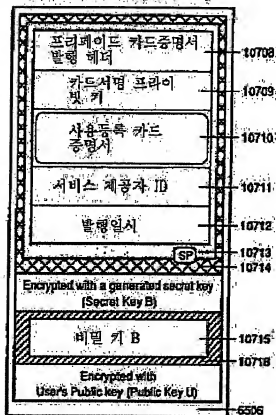 프리페이드 카드증명서
발행 헤더
10708
카드서명 프라이
빗 키
10709
사용등록 카드
증명서
10710
서비스 제공자 ID
10711
발행일시
10712
SP
10713
10714
Encrypted with a generated secret key
(Secret Key B)
비밀 키 B
10715
10716
Encrypted with
User's Public key (Public Key U)
6506